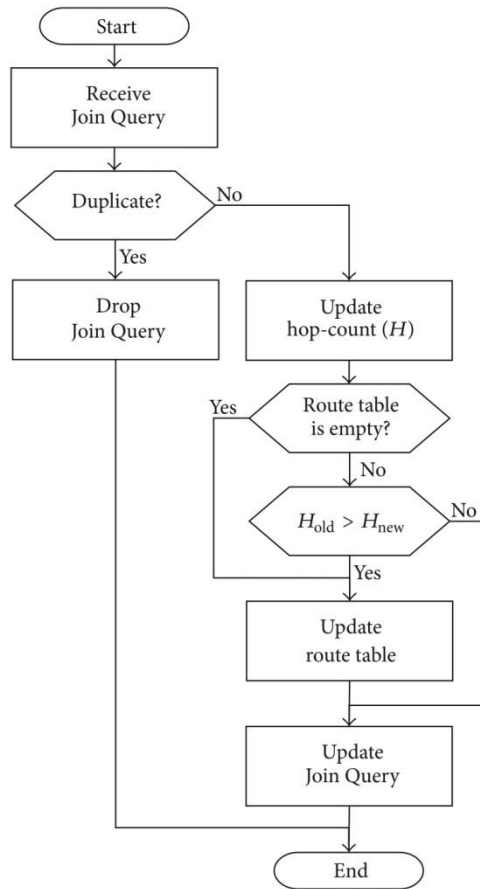 Start
Receive
Join Query
Duplicate?
No
Yes
Drop
Join Query
Update
hop-count (H)
Yes
Route table
is empty?
No
H_old > H_new
No
Yes
Update
route table
Update
Join Query
End